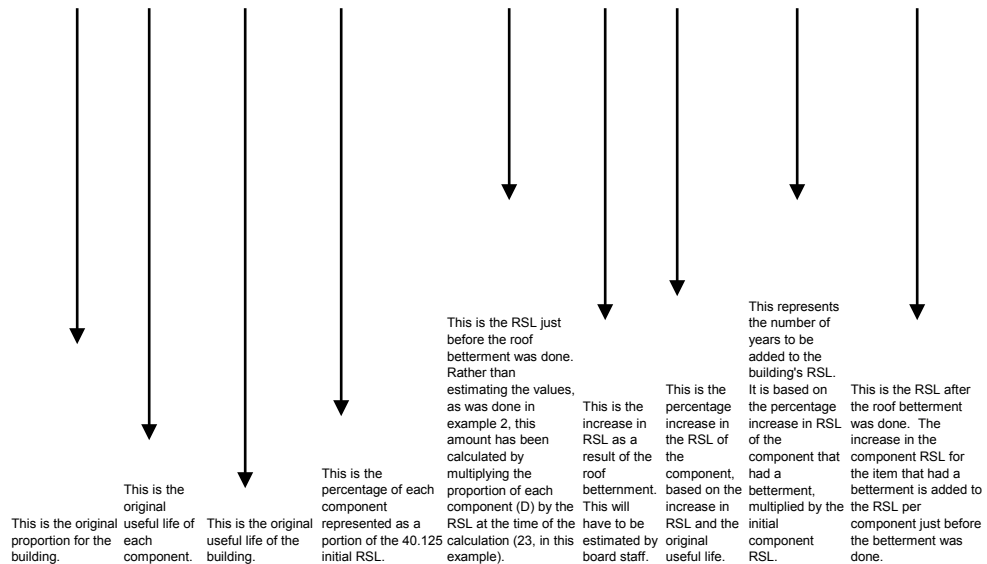 This is the original
proportion for the
building.
This is the
original
useful life of
each
component.
This is the original
useful life of the
building.
This is the
percentage of each
component
represented as a
portion of the 40.125
initial RSL.
This is the RSL just
before the roof
betterment was done.
Rather than
estimating the values,
as was done in
example 2, this
amount has been
calculated by
multiplying the
proportion of each
component (D) by the
RSL at the time of the
calculation (23, in this
example).
This is the
increase in
RSL as a
result of the
roof
betternment.
This will
have to be
estimated by
board staff.
This is the
percentage
increase in
the RSL of
the
component,
based on the
increase in
RSL and the
original
useful life.
This represents
the number of
years to be
added to the
building's RSL.
It is based on
the percentage
increase in RSL
of the
component that
had a
betterment,
multiplied by the
initial
component
RSL.
This is the RSL after
the roof betterment
was done.  The
increase in the
component RSL for
the item that had a
betterment is added to
the RSL per
component just before
the betterment was
done.